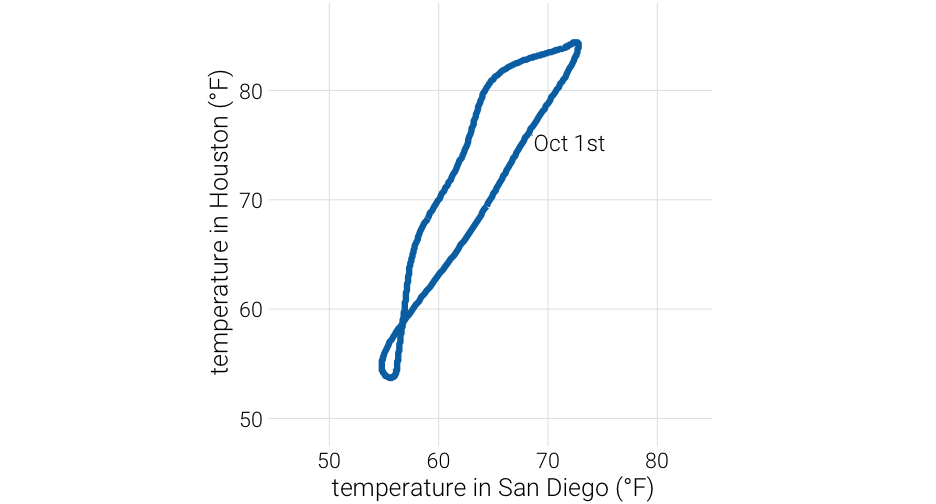 temperature in Houston (°F)
80
70
60
50
Oct 1st
50 60 70 80
temperature in San Diego (°F)